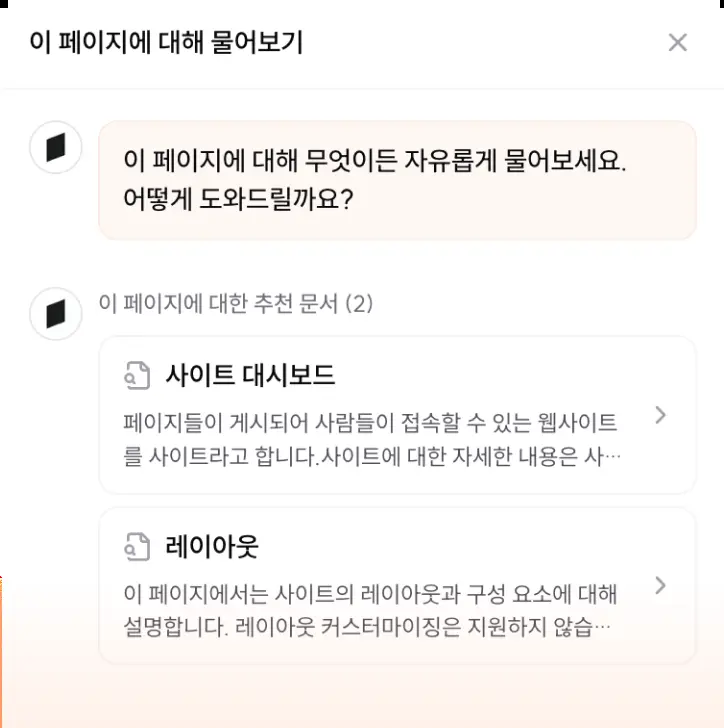 이 페이지에 대해 물어보기
이 페이지에 대해 무엇이든 자유롭게 물어보세요.
어떻게 도와드릴까요?
이 페이지에 대한 추천 문서 (2)
사이트 대시보드
페이지들이 게시되어 사람들이 접속할 수 있는 웹사이트
를 사이트라고 합니다.사이트에 대한 자세한 내용은 사…
레이아웃
이 페이지에서는 사이트의 레이아웃과 구성 요소에 대해
설명합니다. 레이아웃 커스터마이징은 지원하지 않습…